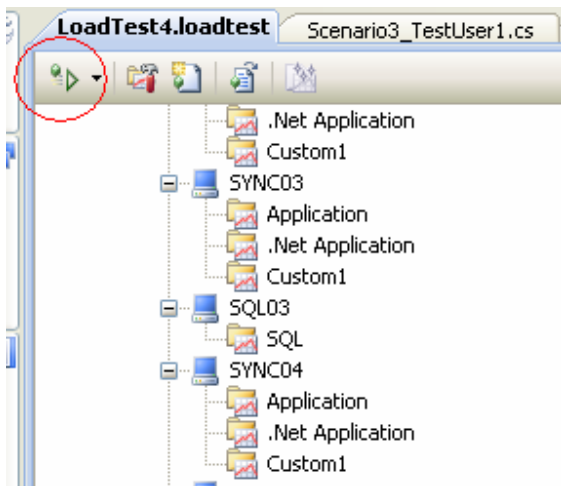 LoadTest4.loadtest Scenario3_TestUser1.cs
.Net Application
Custom1
SYNC03
Application
.Net Application
Custom1
SQL03
SQL
SYNC04
Application
.Net Application
Custom1